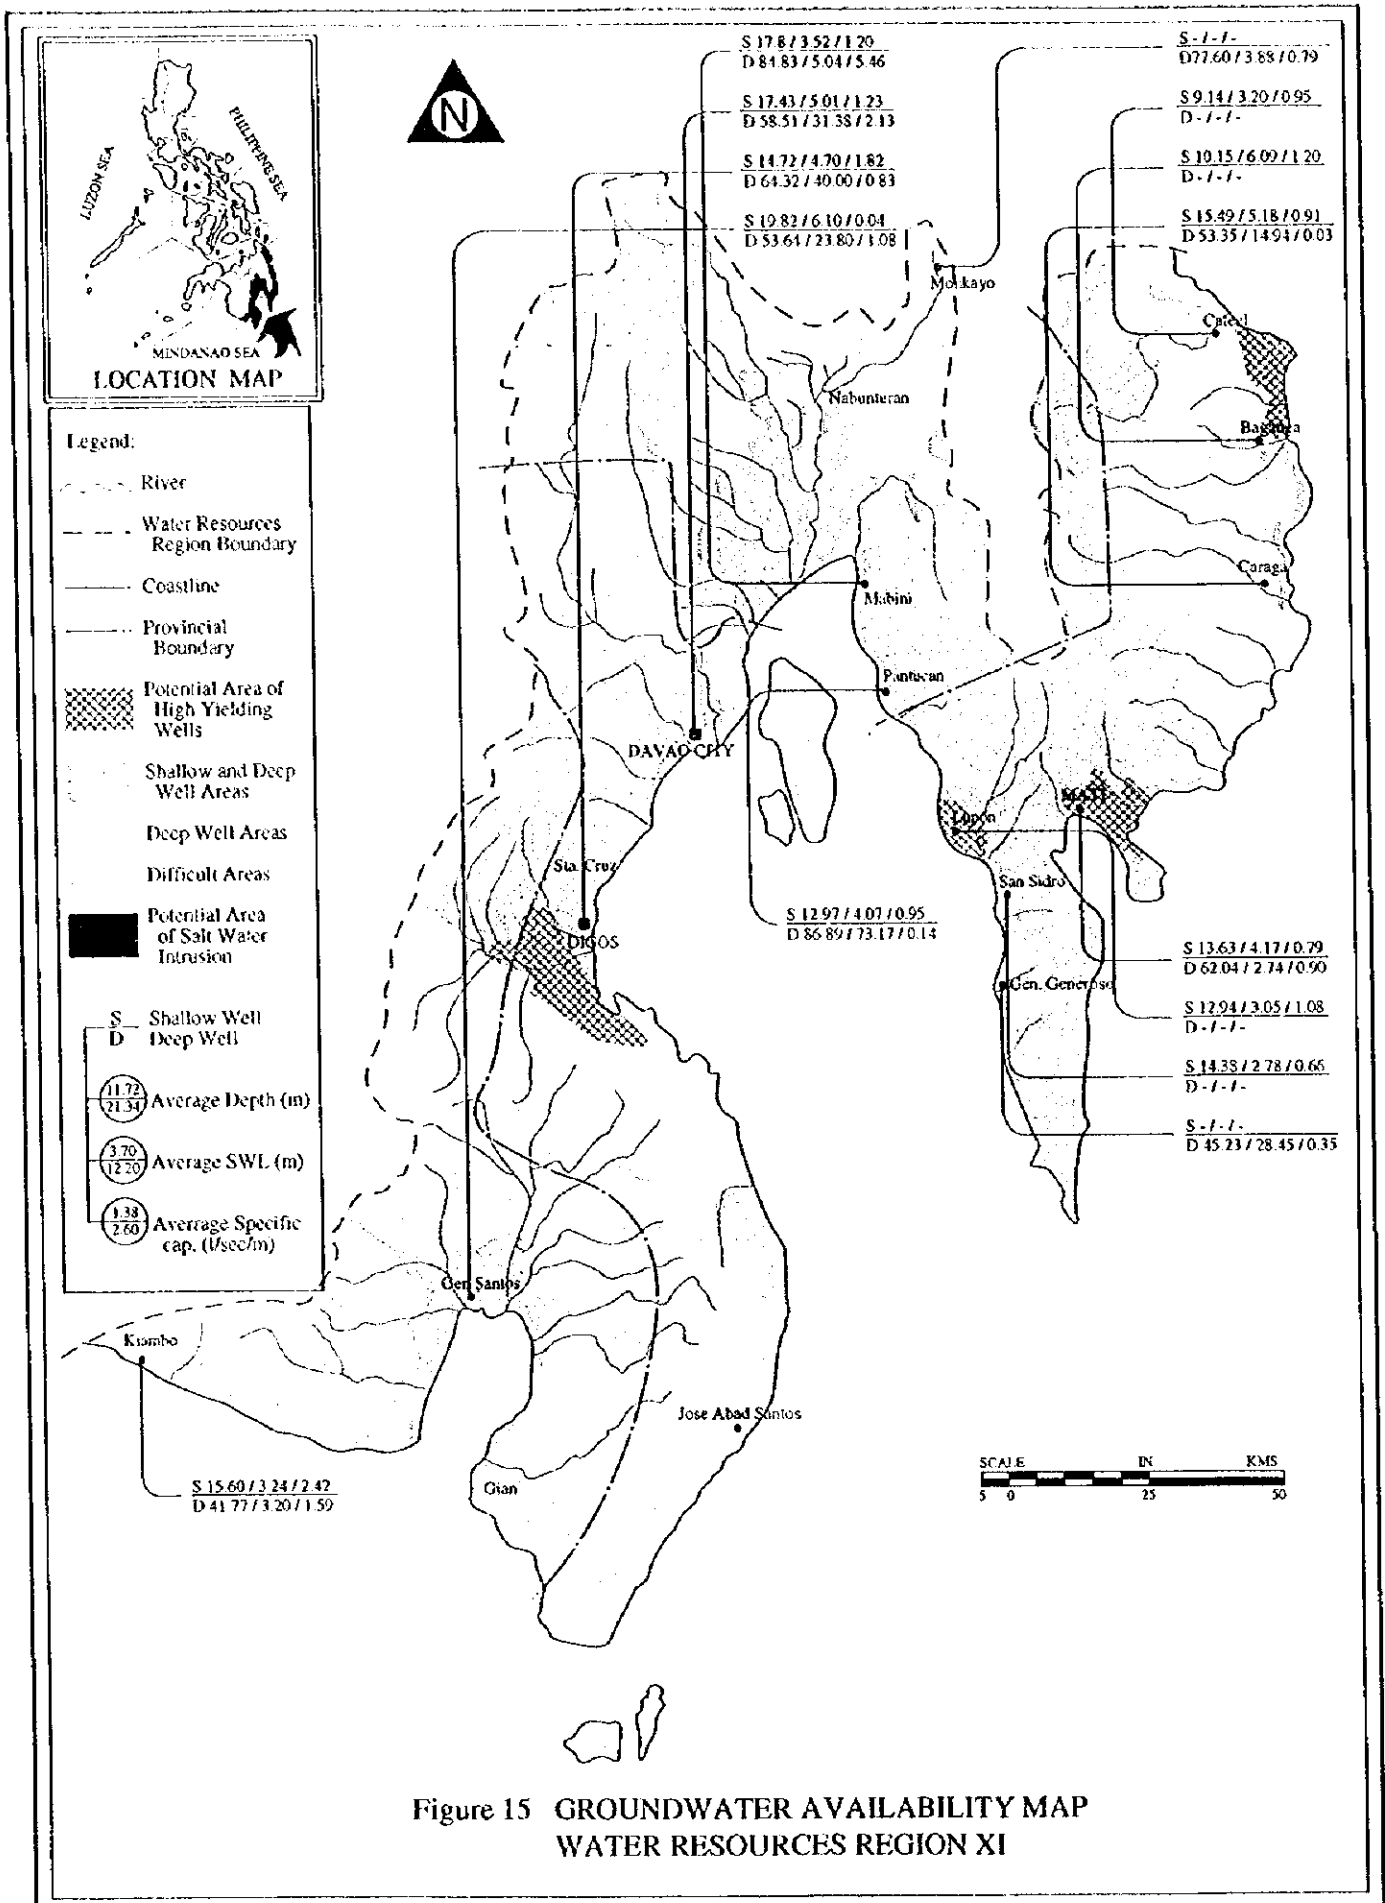 LUZON SEA
PHILIPPINE SEA
MINDANAO SEA
LOCATION MAP
N
S 17.8 / 3.52 / 1.20
D 84.83 / 5.04 / 5.46
S 17.43 / 5.01 / 1.23
D 58.51 / 31.38 / 2.13
S 14.72 / 4.70 / 1.82
D 64.32 / 40.00 / 0.83
S 19.82 / 6.10 / 0.04
D 53.61 / 23.80 / 1.08
S - / - / -
D 77.60 / 3.88 / 0.79
S 9.14 / 3.20 / 0.95
D - / - / -
S 10.15 / 6.09 / 1.20
D - / - / -
S 15.49 / 5.18 / 0.91
D 53.35 / 14.94 / 0.03
Legend:
River
Water Resources
Region Boundary
Coastline
Provincial
Boundary
Potential Area of
High Yielding
Wells
Shallow and Deep
Well Areas
Deep Well Areas
Difficult Areas
Potential Area
of Salt Water
Intrusion
S Shallow Well
D Deep Well
11.72
21.34
Average Depth (m)
3.70
12.20
Average SWL (m)
1.38
2.60
Averrage Specific
cap. (l/sec/m)
Monkayo
Nabunteran
Cateel
Baganga
Caraga
Mabini
Pantucan
DAVAO CITY
MATI
Lupon
Sta. Cruz
San Sidro
DIGOS
Gen. Generoso
S 12.97 / 4.07 / 0.95
D 86.89 / 73.17 / 0.14
S 13.63 / 4.17 / 0.79
D 62.04 / 2.74 / 0.90
S 12.94 / 3.05 / 1.08
D - / - / -
S 14.38 / 2.78 / 0.66
D - / - / -
S - / - / -
D 45.23 / 28.45 / 0.35
Gen Santos
Kiambo
Jose Abad Santos
Gian
S 15.60 / 3.24 / 2.42
D 41.77 / 3.20 / 1.59
SCALE IN KMS
5 0 25 50
Figure 15 GROUNDWATER AVAILABILITY MAP
WATER RESOURCES REGION XI